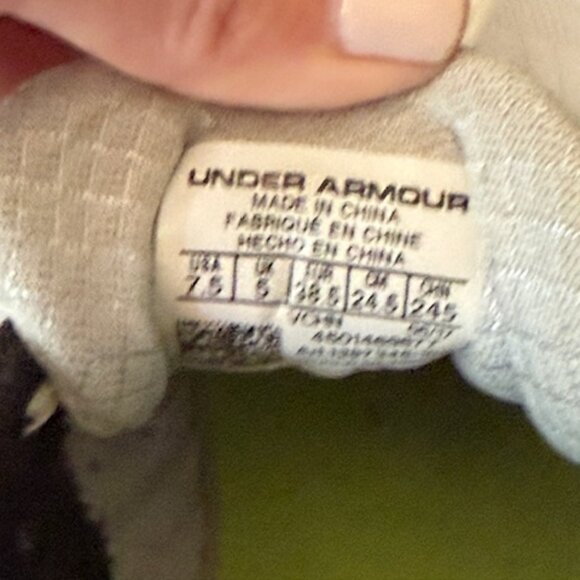 UNDER ARMOUR
MADE IN CHINA
FABRIQUÉ EN CHINE
HECHO EN CHINA
USA UK EUR CM CHN
7.5 5 38.5 24.5 245